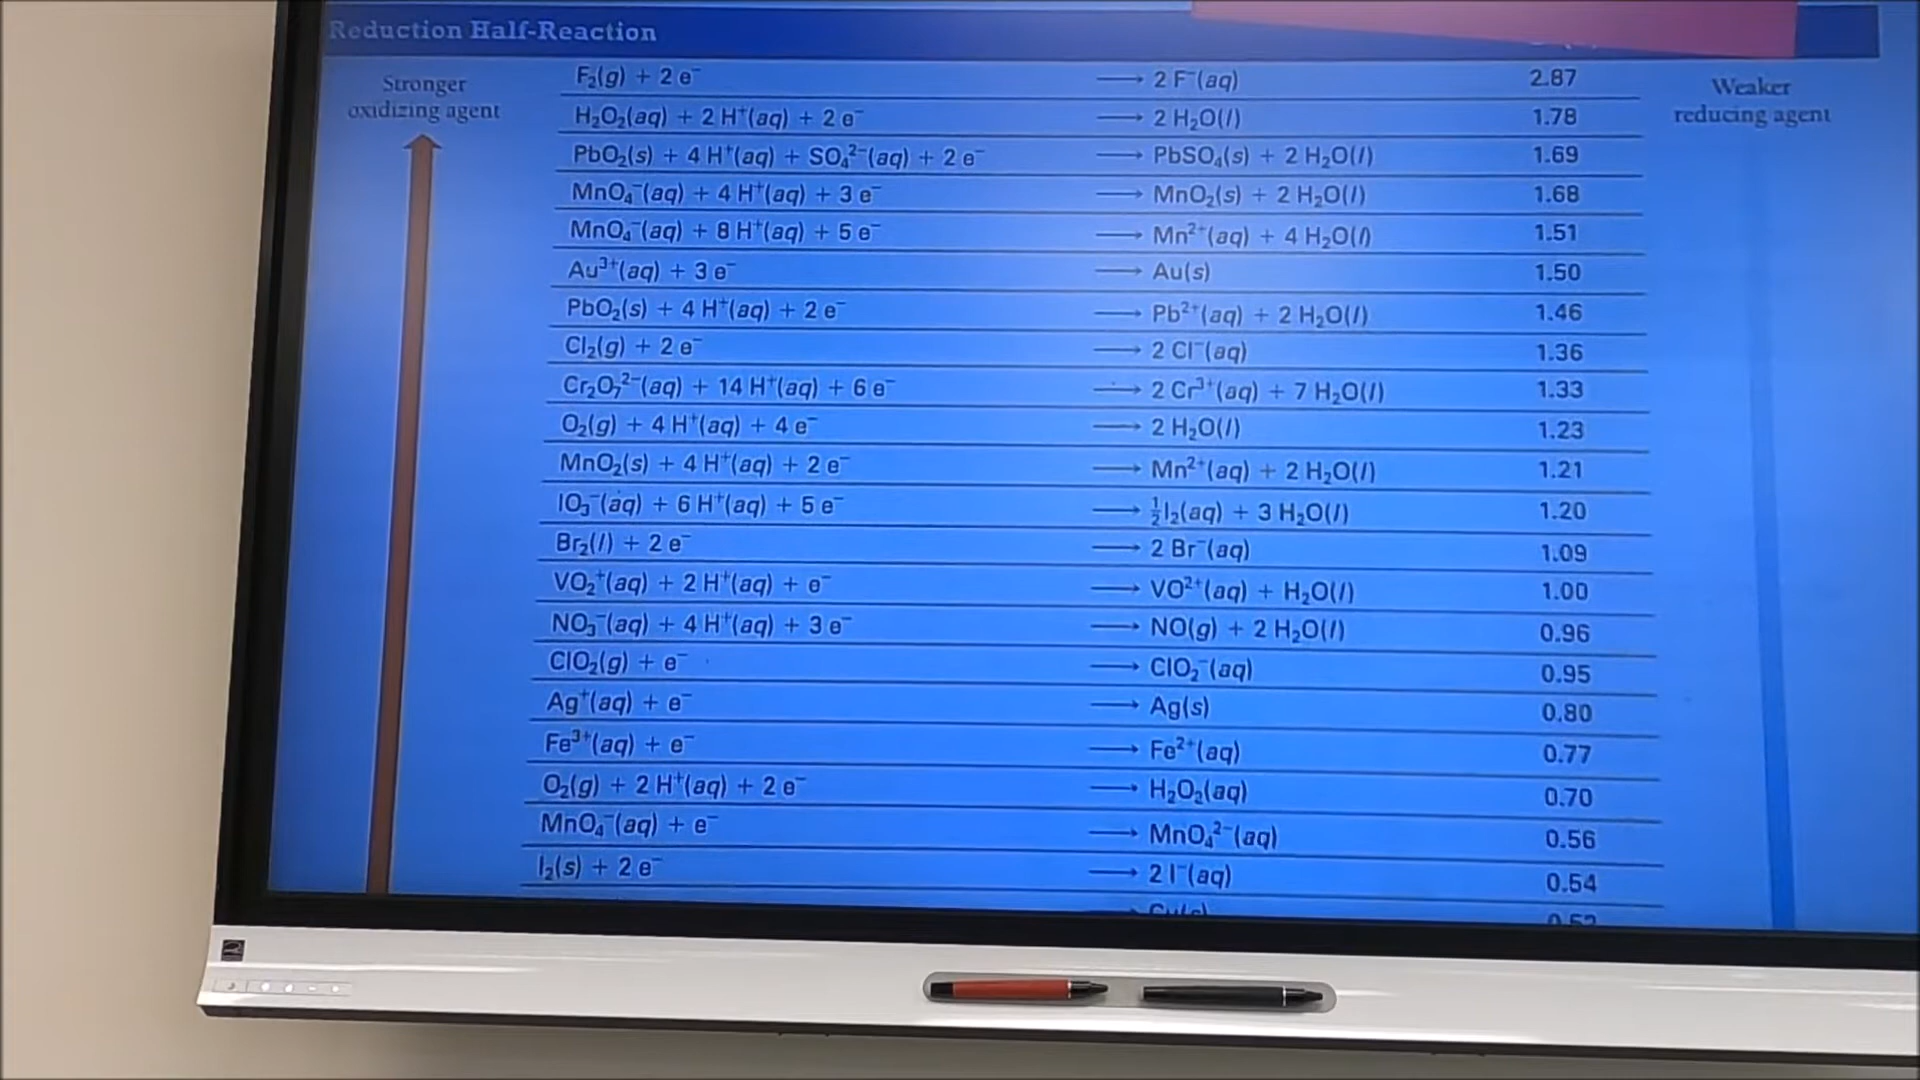 Reduction Half-Reaction
Stronger
oxidizing agent
Weaker
reducing agent
F₂(g) + 2 e⁻ ⟶ 2 F⁻(aq) 2.87
H₂O₂(aq) + 2 H⁺(aq) + 2 e⁻ ⟶ 2 H₂O(l) 1.78
PbO₂(s) + 4 H⁺(aq) + SO₄²⁻(aq) + 2 e⁻ ⟶ PbSO₄(s) + 2 H₂O(l) 1.69
MnO₄⁻(aq) + 4 H⁺(aq) + 3 e⁻ ⟶ MnO₂(s) + 2 H₂O(l) 1.68
MnO₄⁻(aq) + 8 H⁺(aq) + 5 e⁻ ⟶ Mn²⁺(aq) + 4 H₂O(l) 1.51
Au³⁺(aq) + 3 e⁻ ⟶ Au(s) 1.50
PbO₂(s) + 4 H⁺(aq) + 2 e⁻ ⟶ Pb²⁺(aq) + 2 H₂O(l) 1.46
Cl₂(g) + 2 e⁻ ⟶ 2 Cl⁻(aq) 1.36
Cr₂O₇²⁻(aq) + 14 H⁺(aq) + 6 e⁻ ⟶ 2 Cr³⁺(aq) + 7 H₂O(l) 1.33
O₂(g) + 4 H⁺(aq) + 4 e⁻ ⟶ 2 H₂O(l) 1.23
MnO₂(s) + 4 H⁺(aq) + 2 e⁻ ⟶ Mn²⁺(aq) + 2 H₂O(l) 1.21
IO₃⁻(aq) + 6 H⁺(aq) + 5 e⁻ ⟶ ½I₂(aq) + 3 H₂O(l) 1.20
Br₂(l) + 2 e⁻ ⟶ 2 Br⁻(aq) 1.09
VO₂⁺(aq) + 2 H⁺(aq) + e⁻ ⟶ VO²⁺(aq) + H₂O(l) 1.00
NO₃⁻(aq) + 4 H⁺(aq) + 3 e⁻ ⟶ NO(g) + 2 H₂O(l) 0.96
ClO₂(g) + e⁻ ⟶ ClO₂⁻(aq) 0.95
Ag⁺(aq) + e⁻ ⟶ Ag(s) 0.80
Fe³⁺(aq) + e⁻ ⟶ Fe²⁺(aq) 0.77
O₂(g) + 2 H⁺(aq) + 2 e⁻ ⟶ H₂O₂(aq) 0.70
MnO₄⁻(aq) + e⁻ ⟶ MnO₄²⁻(aq) 0.56
I₂(s) + 2 e⁻ ⟶ 2 I⁻(aq) 0.54
Cu(s) 0.52